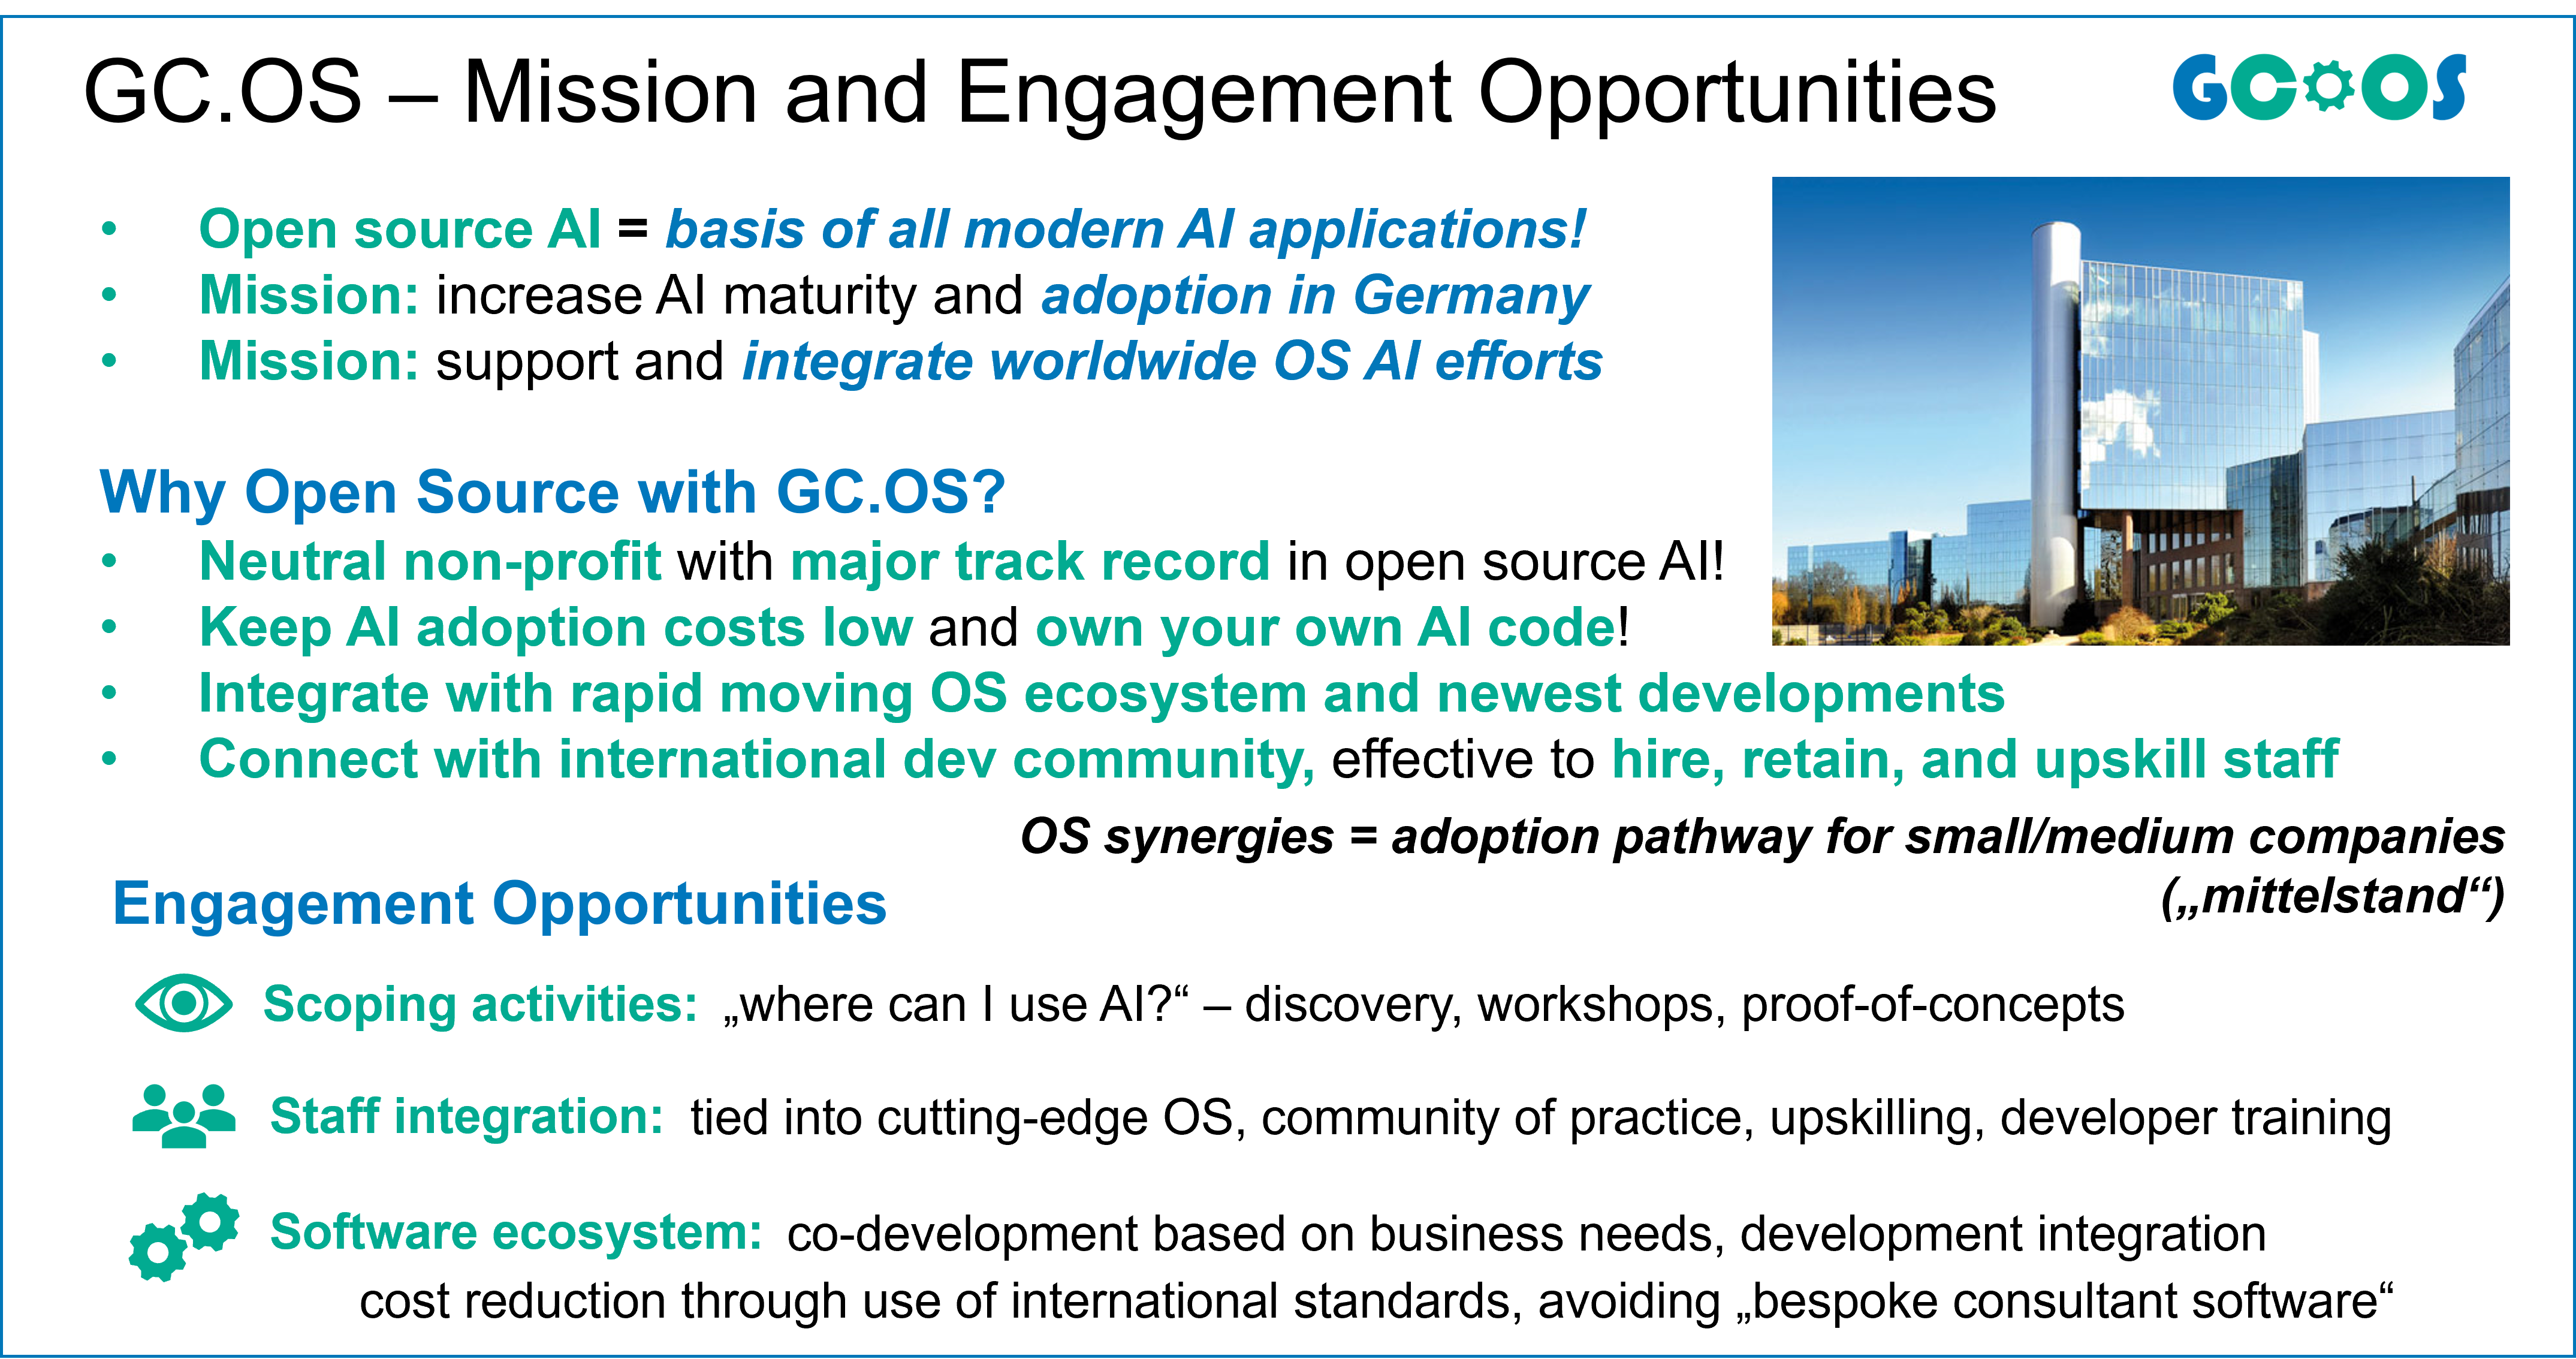 GC.OS – Mission and Engagement Opportunities
GC OS
• Open source AI = basis of all modern AI applications!
• Mission: increase AI maturity and adoption in Germany
• Mission: support and integrate worldwide OS AI efforts
Why Open Source with GC.OS?
• Neutral non-profit with major track record in open source AI!
• Keep AI adoption costs low and own your own AI code!
• Integrate with rapid moving OS ecosystem and newest developments
• Connect with international dev community, effective to hire, retain, and upskill staff
OS synergies = adoption pathway for small/medium companies
(„mittelstand“)
Engagement Opportunities
Scoping activities: „where can I use AI?“ – discovery, workshops, proof-of-concepts
Staff integration: tied into cutting-edge OS, community of practice, upskilling, developer training
Software ecosystem: co-development based on business needs, development integration
cost reduction through use of international standards, avoiding „bespoke consultant software“